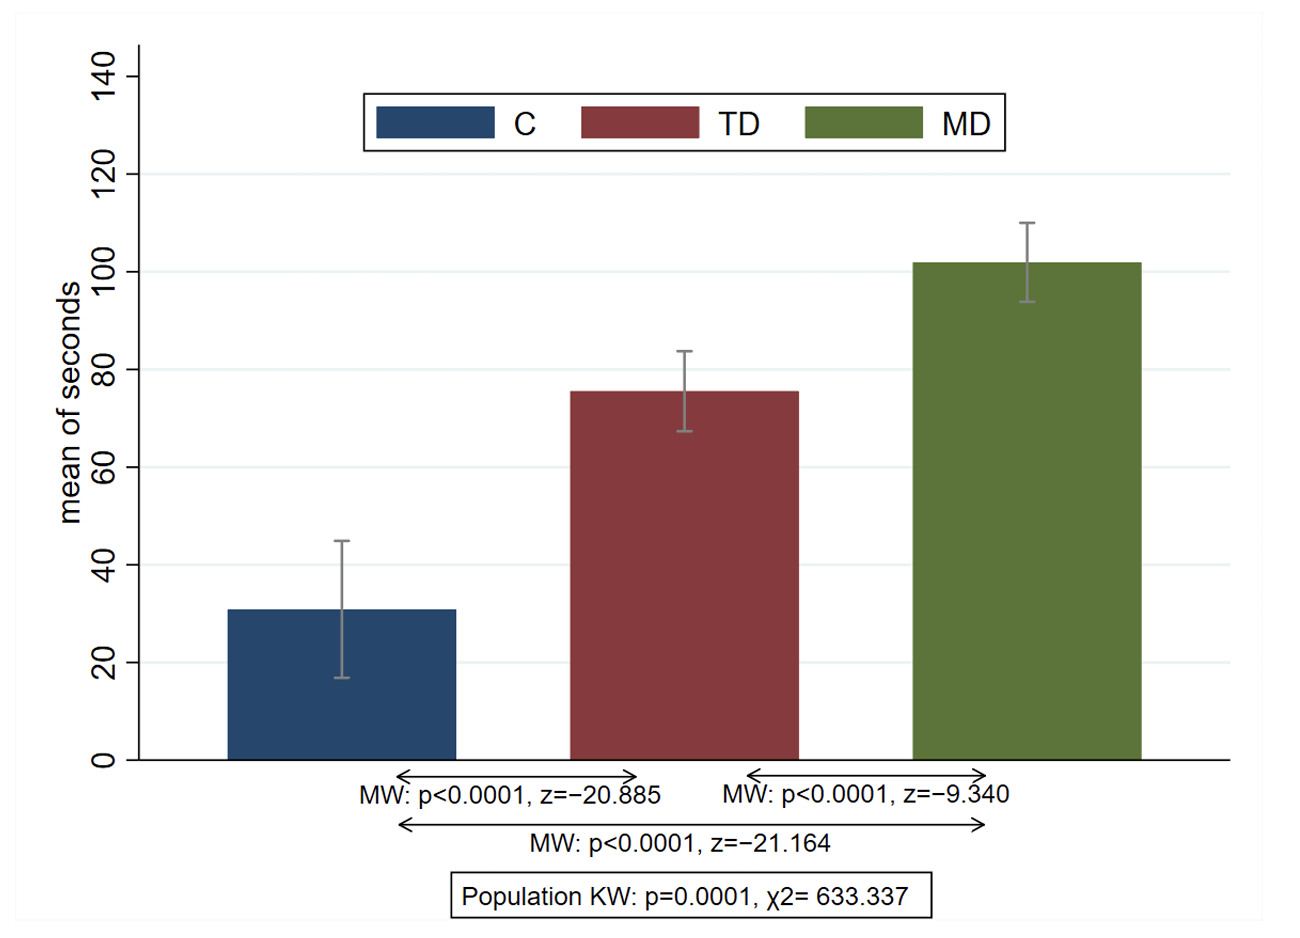 mean of seconds
140
120
100
80
60
40
20
0
C TD MD
MW: p<0.0001, z=−20.885 MW: p<0.0001, z=−9.340
MW: p<0.0001, z=−21.164
Population KW: p=0.0001, χ2= 633.337